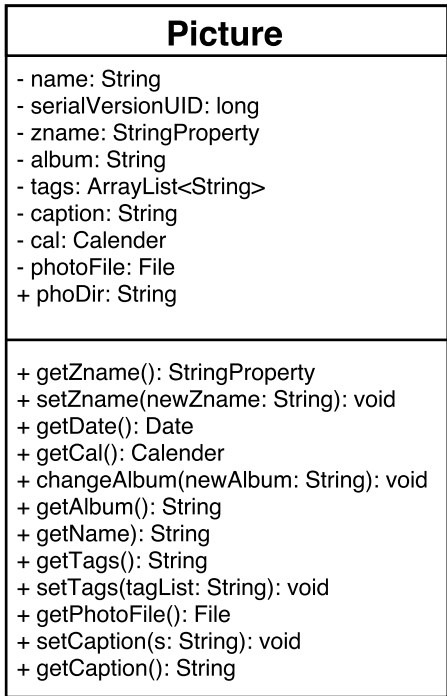 Picture
- name: String
- serialVersionUID: long
- zname: StringProperty
- album: String
- tags: ArrayList<String>
- caption: String
- cal: Calender
- photoFile: File
+ phoDir: String
+ getZname(): StringProperty
+ setZname(newZname: String): void
+ getDate(): Date
+ getCal(): Calender
+ changeAlbum(newAlbum: String): void
+ getAlbum(): String
+ getName): String
+ getTags(): String
+ setTags(tagList: String): void
+ getPhotoFile(): File
+ setCaption(s: String): void
+ getCaption(): String